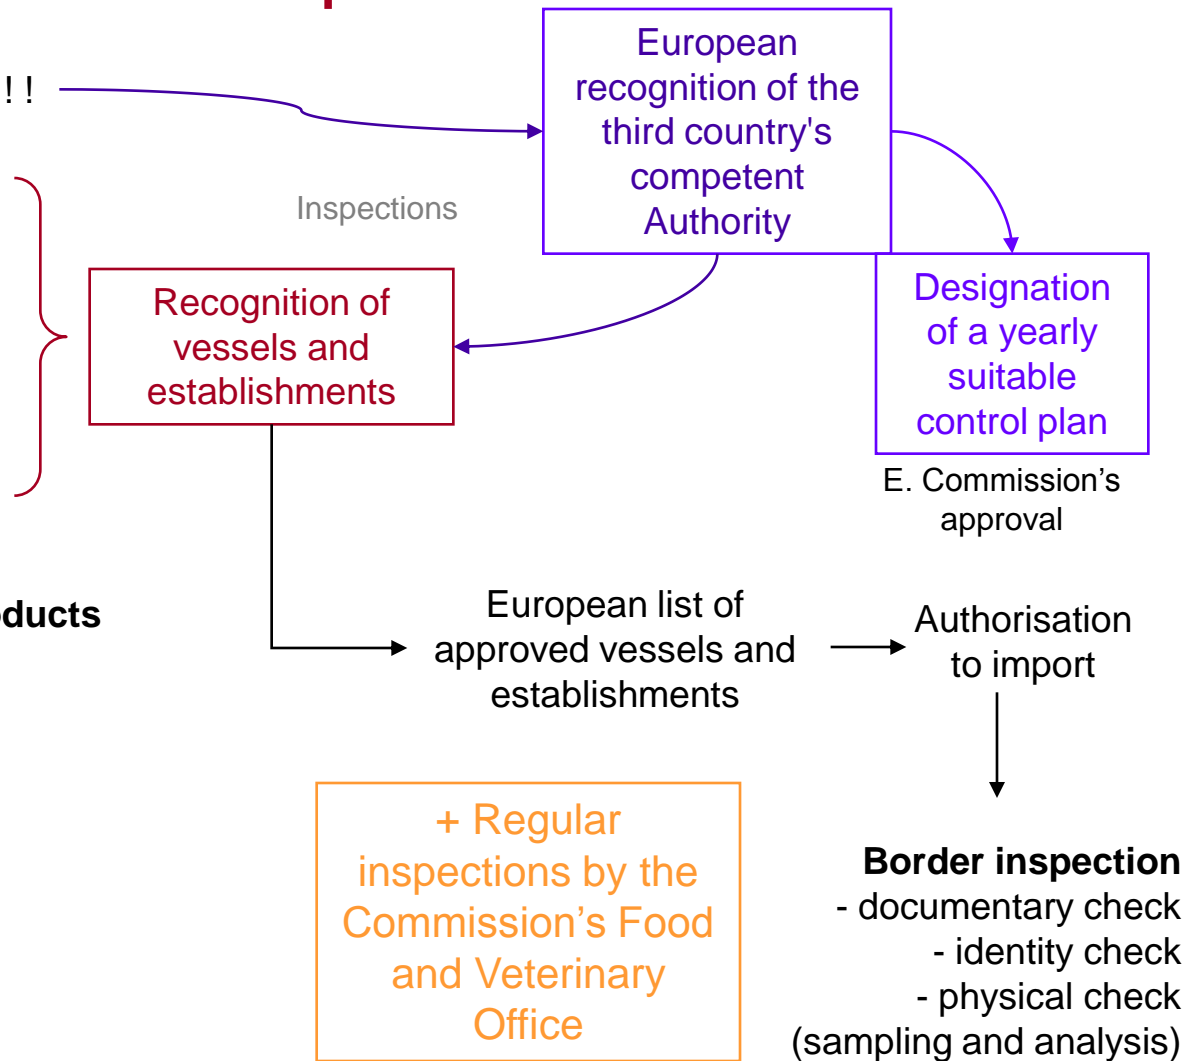 ! !
European
recognition of the
third country's
competent
Authority
Inspections
Recognition of
vessels and
establishments
Designation
of a yearly
suitable
control plan
E. Commission’s
approval
oducts
European list of
approved vessels and
establishments
Authorisation
to import
+ Regular
inspections by the
Commission’s Food
and Veterinary
Office
Border inspection
- documentary check
- identity check
- physical check
(sampling and analysis)